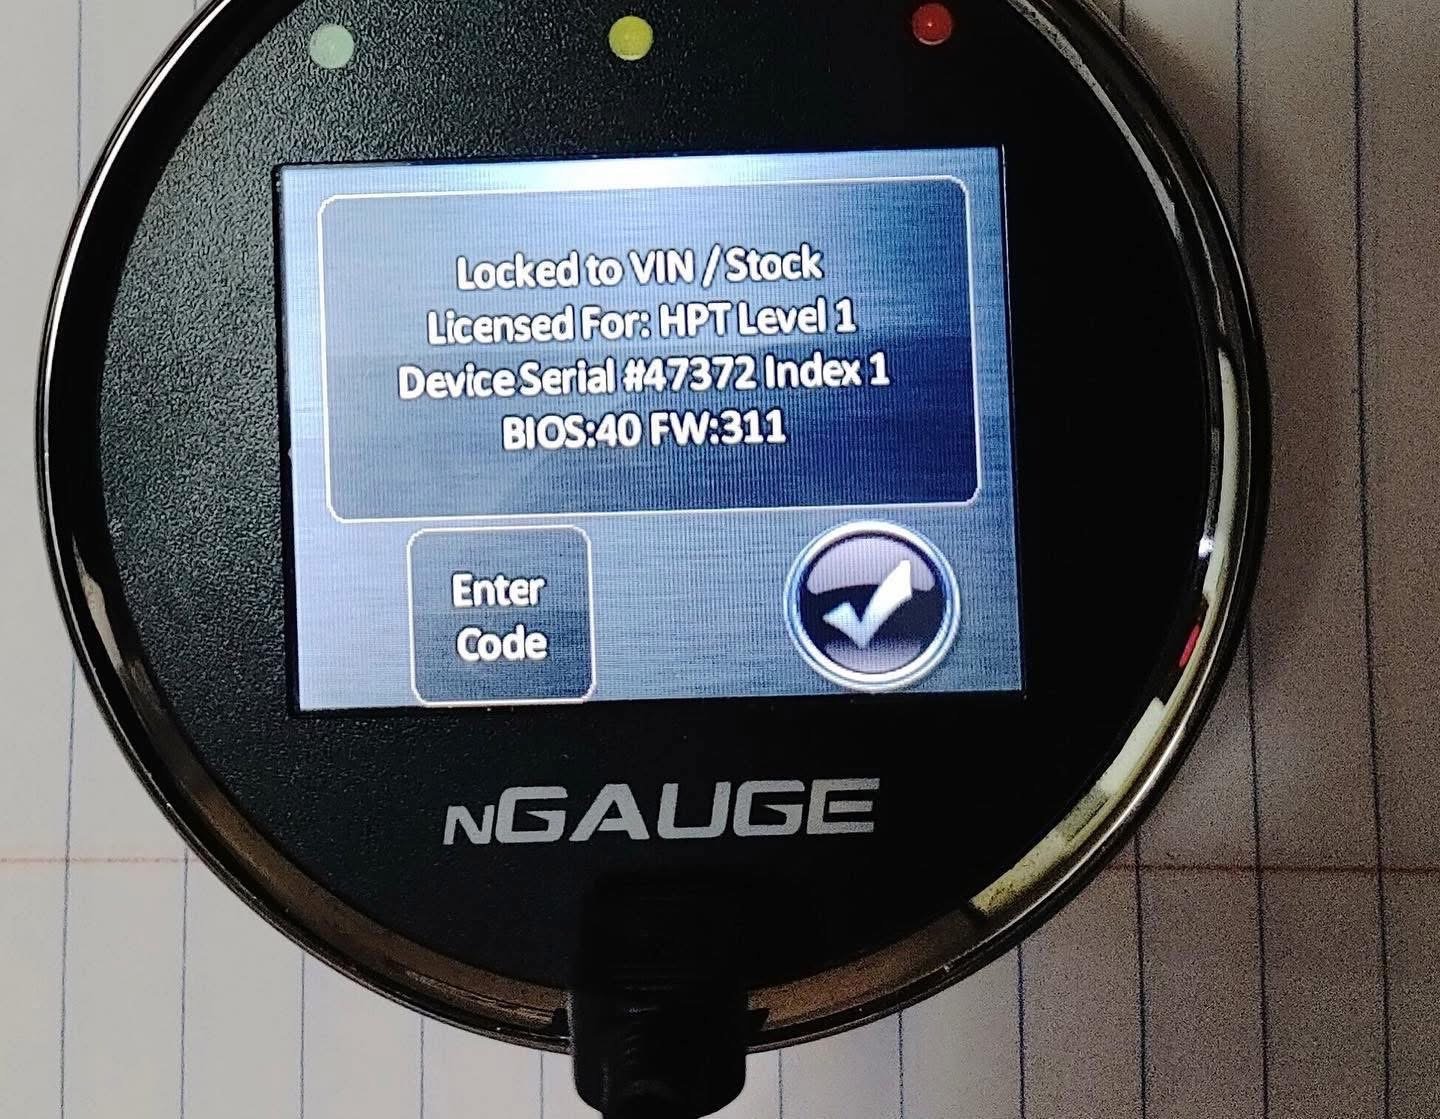 Locked to VIN / Stock
Licensed For: HPT Level 1
Device Serial #47372 Index 1
BIOS:40 FW:311
Enter
Code
nGAUGE